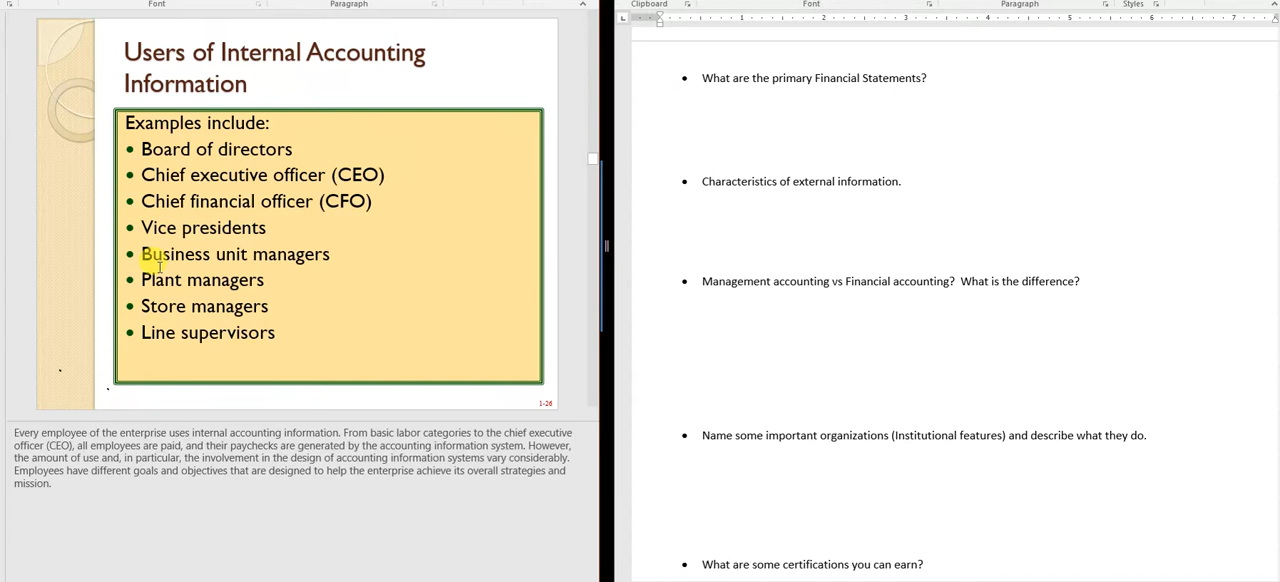 Font
Paragraph
Users of Internal Accounting
Information
Examples include:
• Board of directors
• Chief executive officer (CEO)
• Chief financial officer (CFO)
• Vice presidents
• Business unit managers
• Plant managers
• Store managers
• Line supervisors
1-26
Every employee of the enterprise uses internal accounting information. From basic labor categories to the chief executive
officer (CEO), all employees are paid, and their paychecks are generated by the accounting information system. However,
the amount of use and, in particular, the involvement in the design of accounting information systems vary considerably.
Employees have different goals and objectives that are designed to help the enterprise achieve its overall strategies and
mission.
Clipboard
Font
Paragraph
Styles
1 2 3 4 5 6 7
• What are the primary Financial Statements?
• Characteristics of external information.
• Management accounting vs Financial accounting?  What is the difference?
• Name some important organizations (Institutional features) and describe what they do.
• What are some certifications you can earn?